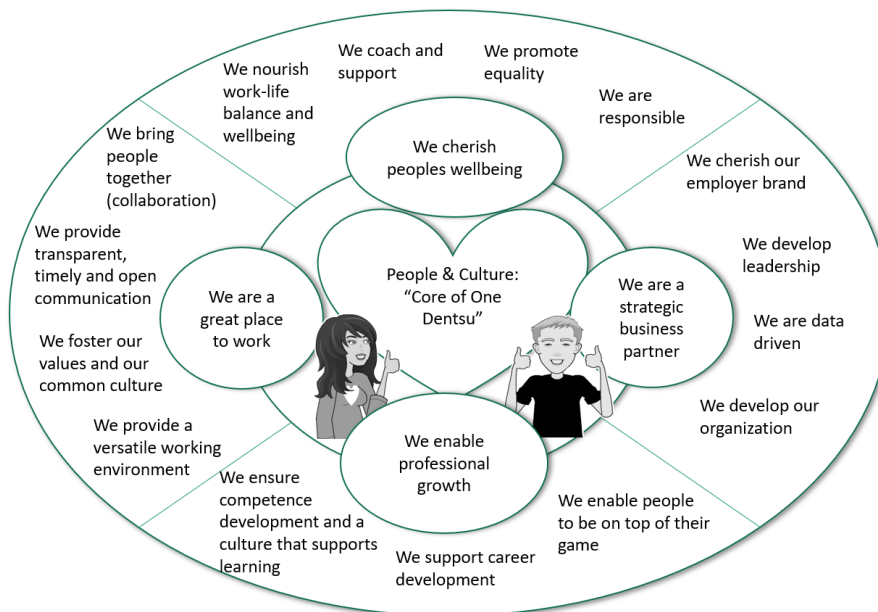 We coach and
support
We promote
equality
We nourish
work-life
balance and
wellbeing
We are
responsible
We bring
people
together
(collaboration)
We cherish
peoples wellbeing
We cherish our
employer brand
We provide
transparent,
timely and open
communication
We develop
leadership
People & Culture:
“Core of One
Dentsu”
We are a
great place
to work
We are a
strategic
business
partner
We are data
driven
We foster our
values and our
common culture
We develop our
organization
We provide a
versatile working
environment
We enable
professional
growth
We ensure
competence
development and a
culture that supports
learning
We support career
development
We enable people
to be on top of their
game